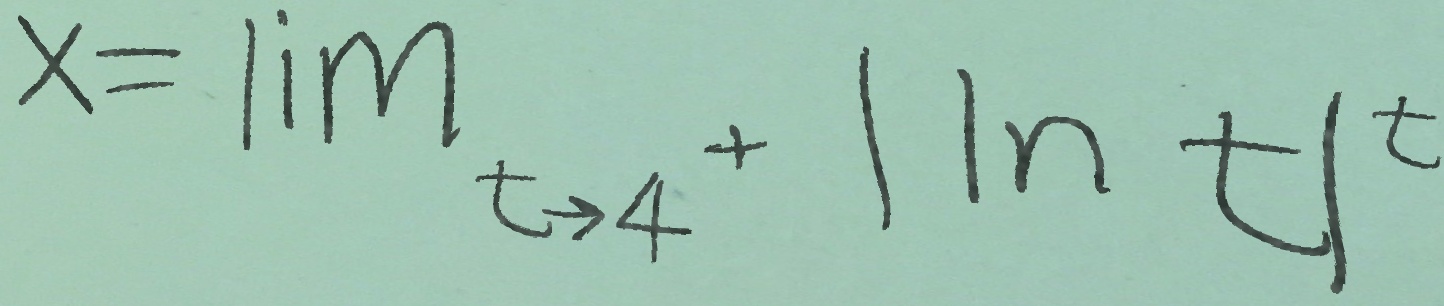 x = lim_{t→4^+} |ln t|^t